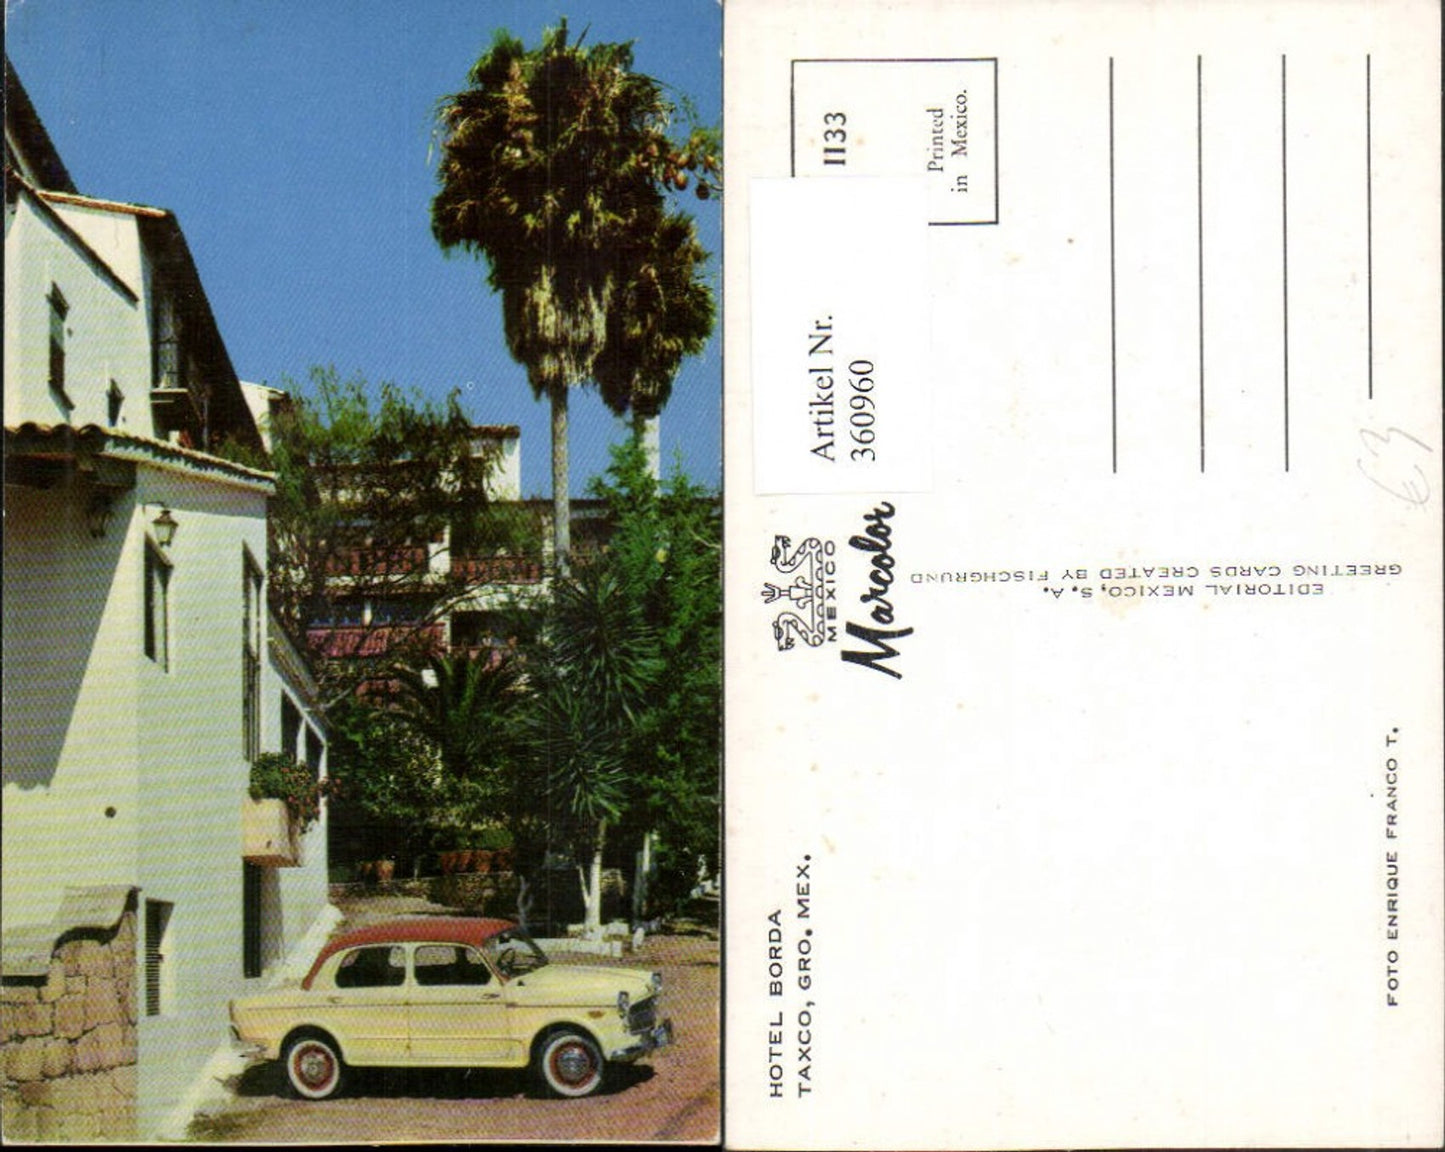 HOTEL BORDA
TAXCO, GRO. MEX.
MEXICO
Marcolor
Artikel Nr.
360960
1133
Printed
in Mexico.
EDITORIAL MEXICO, S. A.
GREETING CARDS CREATED BY FISCHGRUND
FOTO ENRIQUE FRANCO T.
€3